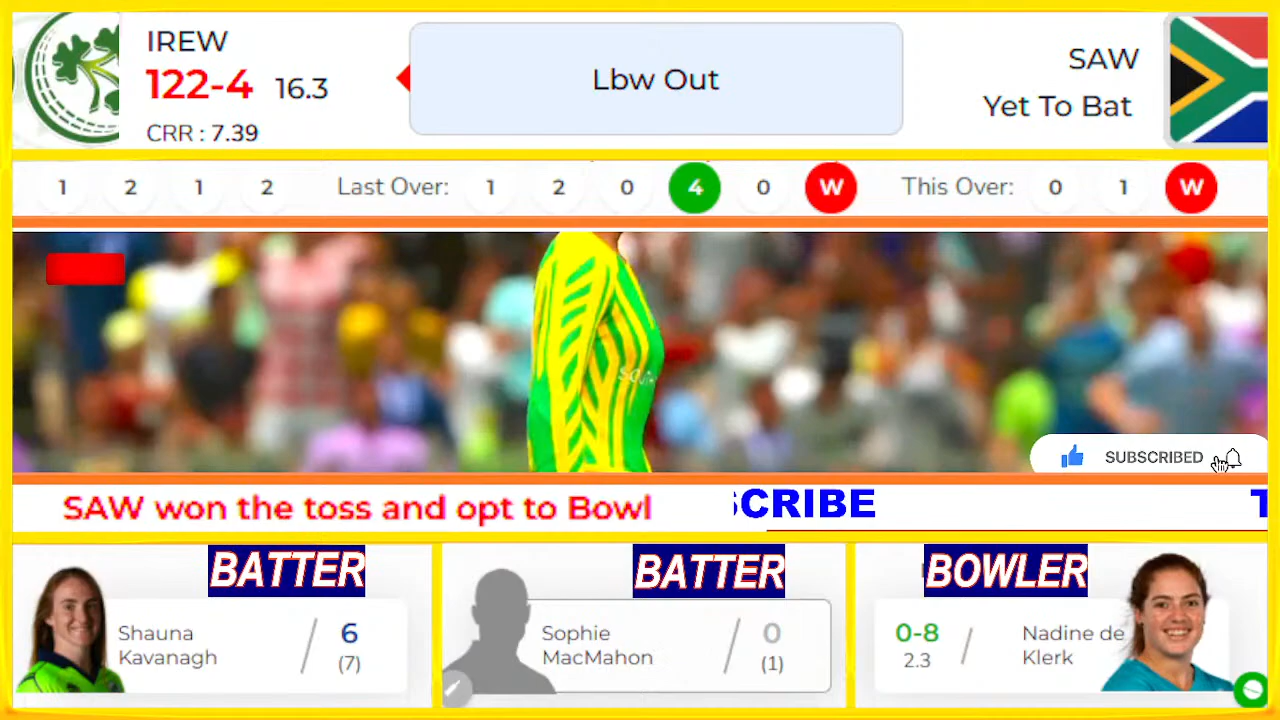 IREW
122-4 16.3
CRR : 7.39
Lbw Out
SAW
Yet To Bat
1 2 1 2 Last Over: 1 2 0 4 0 W This Over: 0 1 W
SUBSCRIBED
SAW won the toss and opt to Bowl
SCRIBE
T
BATTER
Shauna
Kavanagh
6
(7)
BATTER
Sophie
MacMahon
0
(1)
BOWLER
0-8
2.3
Nadine de
Klerk